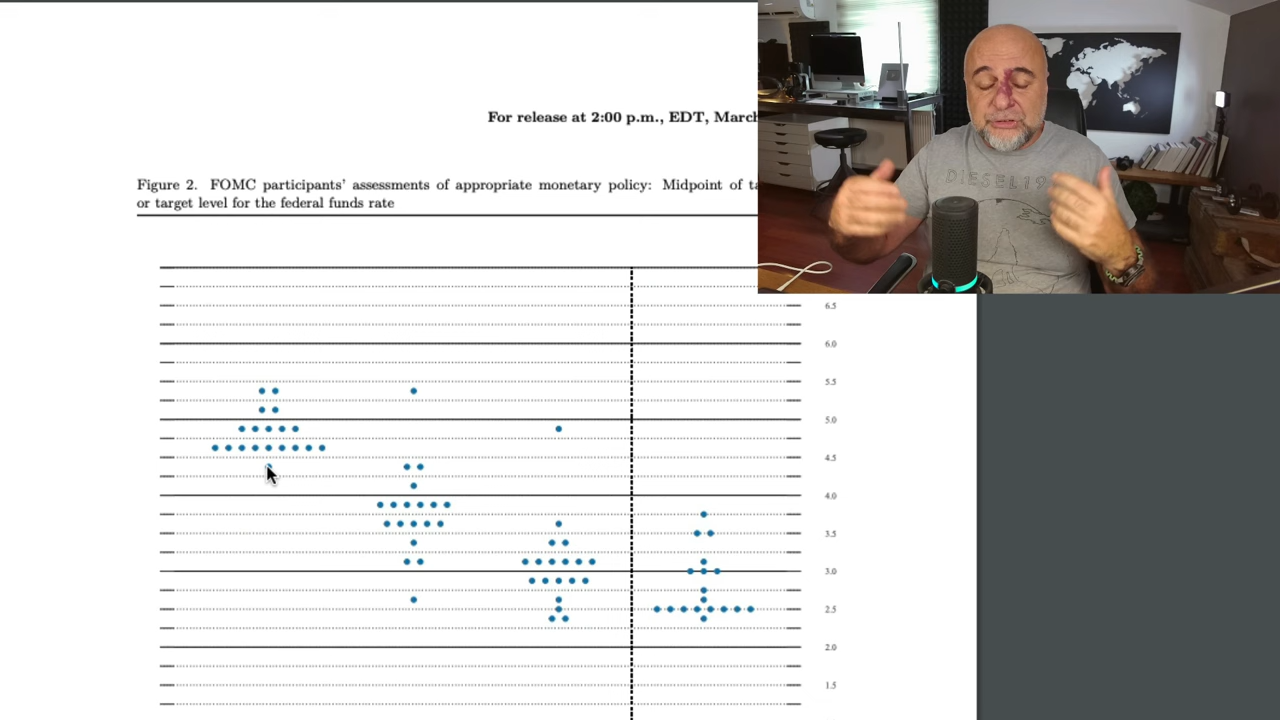 For release at 2:00 p.m., EDT, March
Figure 2. FOMC participants' assessments of appropriate monetary policy: Midpoint of
or target level for the federal funds rate
DIESEL
6.5
6.0
5.5
5.0
4.5
4.0
3.5
3.0
2.5
2.0
1.5